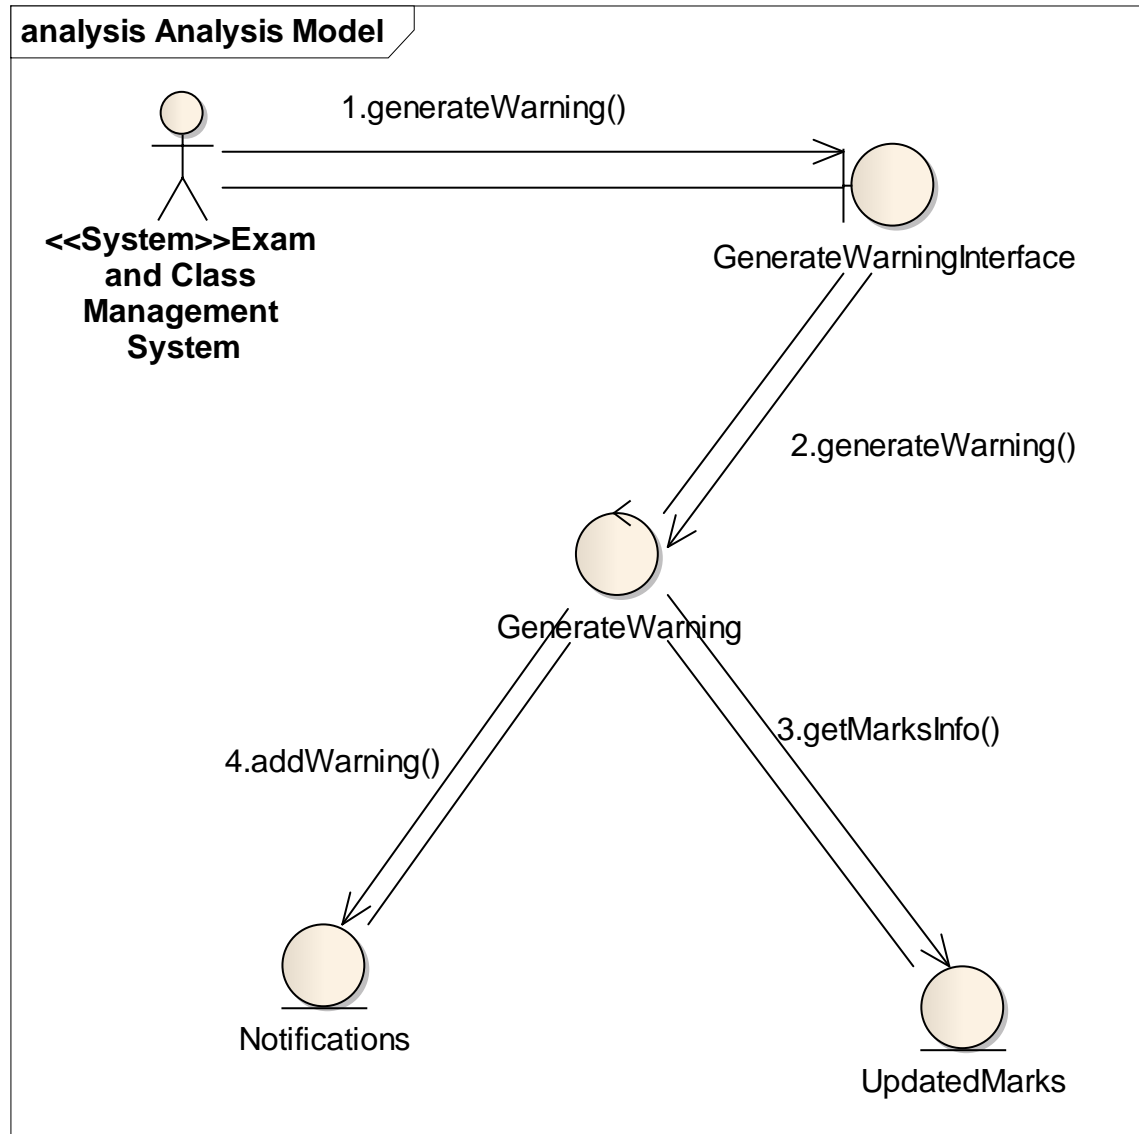 analysis Analysis Model
1.generateWarning()
<<System>>Exam
and Class
Management
System
GenerateWarningInterface
2.generateWarning()
GenerateWarning
3.getMarksInfo()
4.addWarning()
Notifications
UpdatedMarks